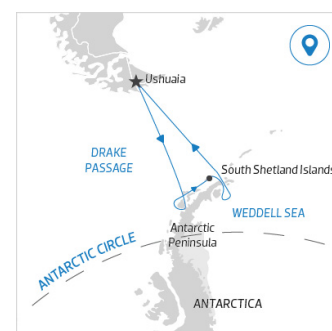 Ushuaia
DRAKE
PASSAGE
South Shetland Islands
WEDDELL SEA
Antarctic
Peninsula
ANTARCTIC CIRCLE
ANTARCTICA